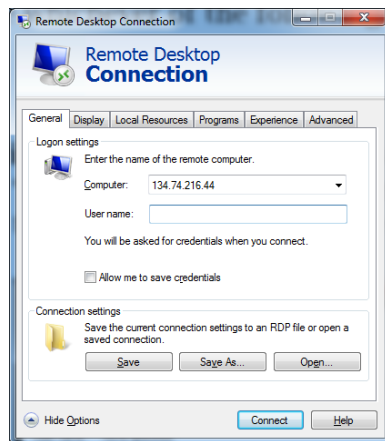 Remote Desktop Connection
Remote Desktop
Connection
General Display Local Resources Programs Experience Advanced
Logon settings
Enter the name of the remote computer.
Computer: 134.74.216.44
User name:
You will be asked for credentials when you connect.
Allow me to save credentials
Connection settings
Save the current connection settings to an RDP file or open a
saved connection.
Save Save As... Open...
Hide Options Connect Help